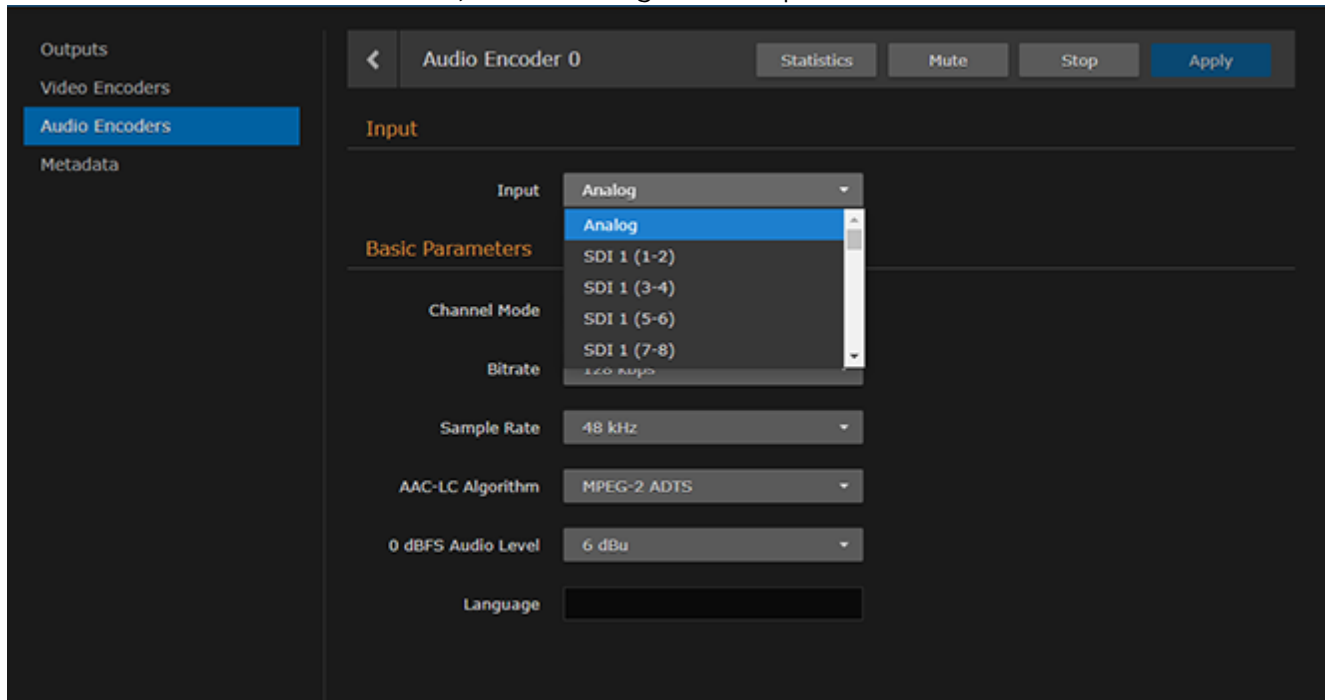 Outputs
Video Encoders
Audio Encoders
Metadata
Audio Encoder 0
Statistics
Mute
Stop
Apply
Input
Input
Analog
Analog
SDI 1 (1-2)
SDI 1 (3-4)
SDI 1 (5-6)
SDI 1 (7-8)
Basic Parameters
Channel Mode
Bitrate
128 kbps
Sample Rate
48 kHz
AAC-LC Algorithm
MPEG-2 ADTS
0 dBFS Audio Level
6 dBu
Language